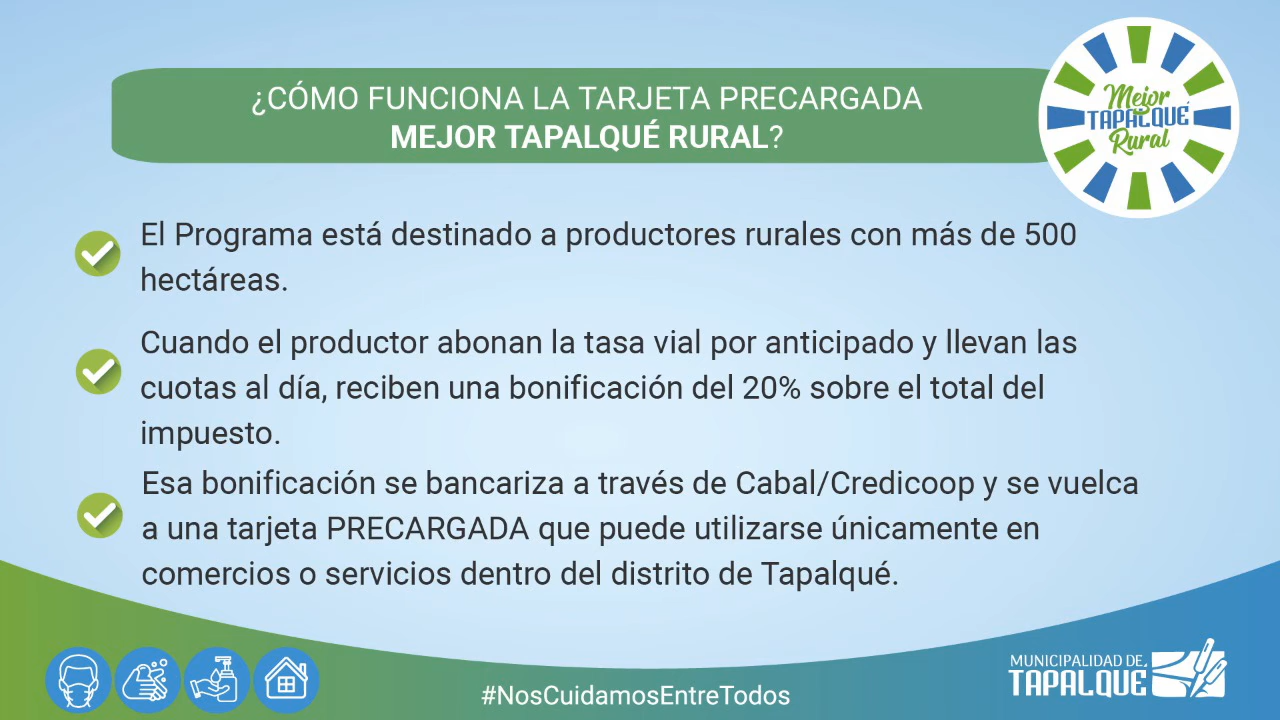 ¿CÓMO FUNCIONA LA TARJETA PRECARGADA
MEJOR TAPALQUÉ RURAL?
Mejor
TAPALQUÉ
Rural
El Programa está destinado a productores rurales con más de 500
hectáreas.
Cuando el productor abonan la tasa vial por anticipado y llevan las
cuotas al día, reciben una bonificación del 20% sobre el total del
impuesto.
Esa bonificación se bancariza a través de Cabal/Credicoop y se vuelca
a una tarjeta PRECARGADA que puede utilizarse únicamente en
comercios o servicios dentro del distrito de Tapalqué.
#NosCuidamosEntreTodos
MUNICIPALIDAD DE
TAPALQUÉ